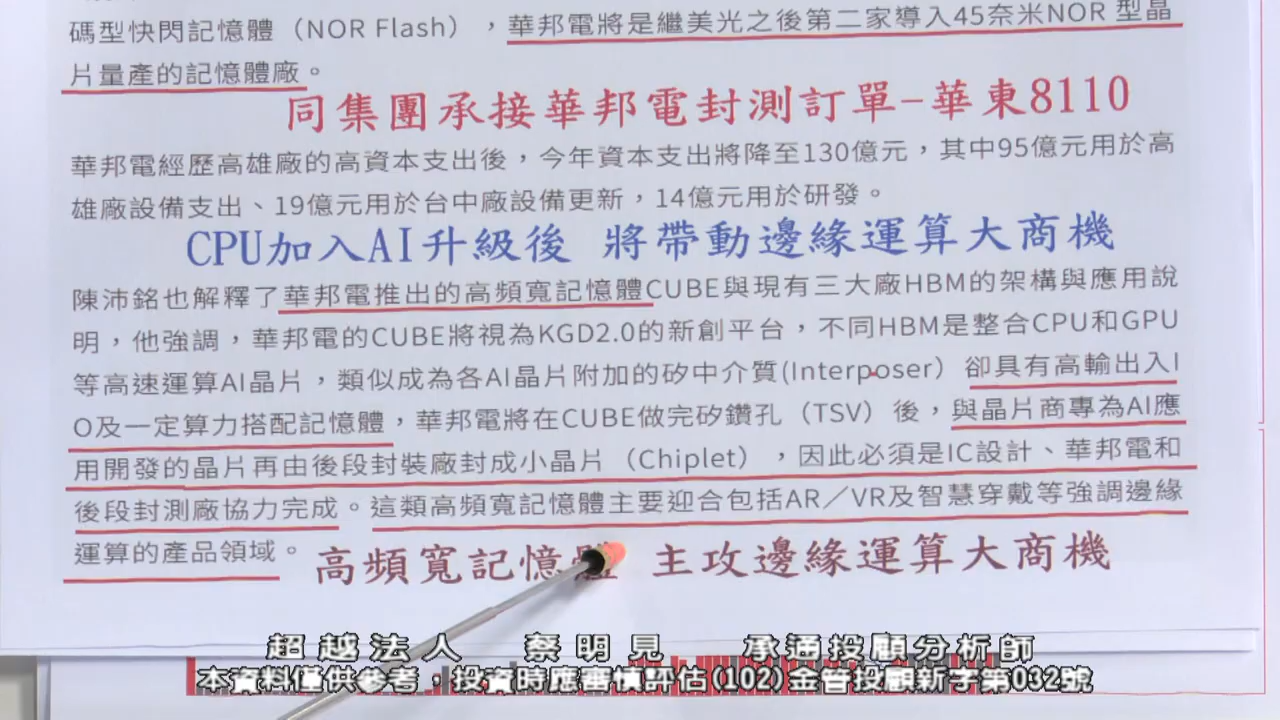 碼型快閃記憶體（NOR Flash），華邦電將是繼美光之後第二家導入45奈米NOR 型晶
片量產的記憶體廠。
同集團承接華邦電封測訂單-華東8110
華邦電經歷高雄廠的高資本支出後，今年資本支出將降至130億元，其中95億元用於高
雄廠設備支出、19億元用於台中廠設備更新，14億元用於研發。
CPU加入AI升級後 將帶動邊緣運算大商機
陳沛銘也解釋了華邦電推出的高頻寬記憶體CUBE與現有三大廠HBM的架構與應用說
明，他強調，華邦電的CUBE將視為KGD2.0的新創平台，不同HBM是整合CPU和GPU
等高速運算AI晶片，類似成為各AI晶片附加的矽中介質(Interposer）卻具有高輸出入I
O及一定算力搭配記憶體，華邦電將在CUBE做完矽鑽孔（TSV）後，與晶片商專為AI應
用開發的晶片再由後段封裝廠封成小晶片（Chiplet），因此必須是IC設計、華邦電和
後段封測廠協力完成。這類高頻寬記憶體主要迎合包括AR／VR及智慧穿戴等強調邊緣
運算的產品領域。
高頻寬記憶體 主攻邊緣運算大商機
超越法人 蔡明見 承通投顧分析師
本資料僅供參考，投資時應審慎評估(102)金管投顧新字第032號